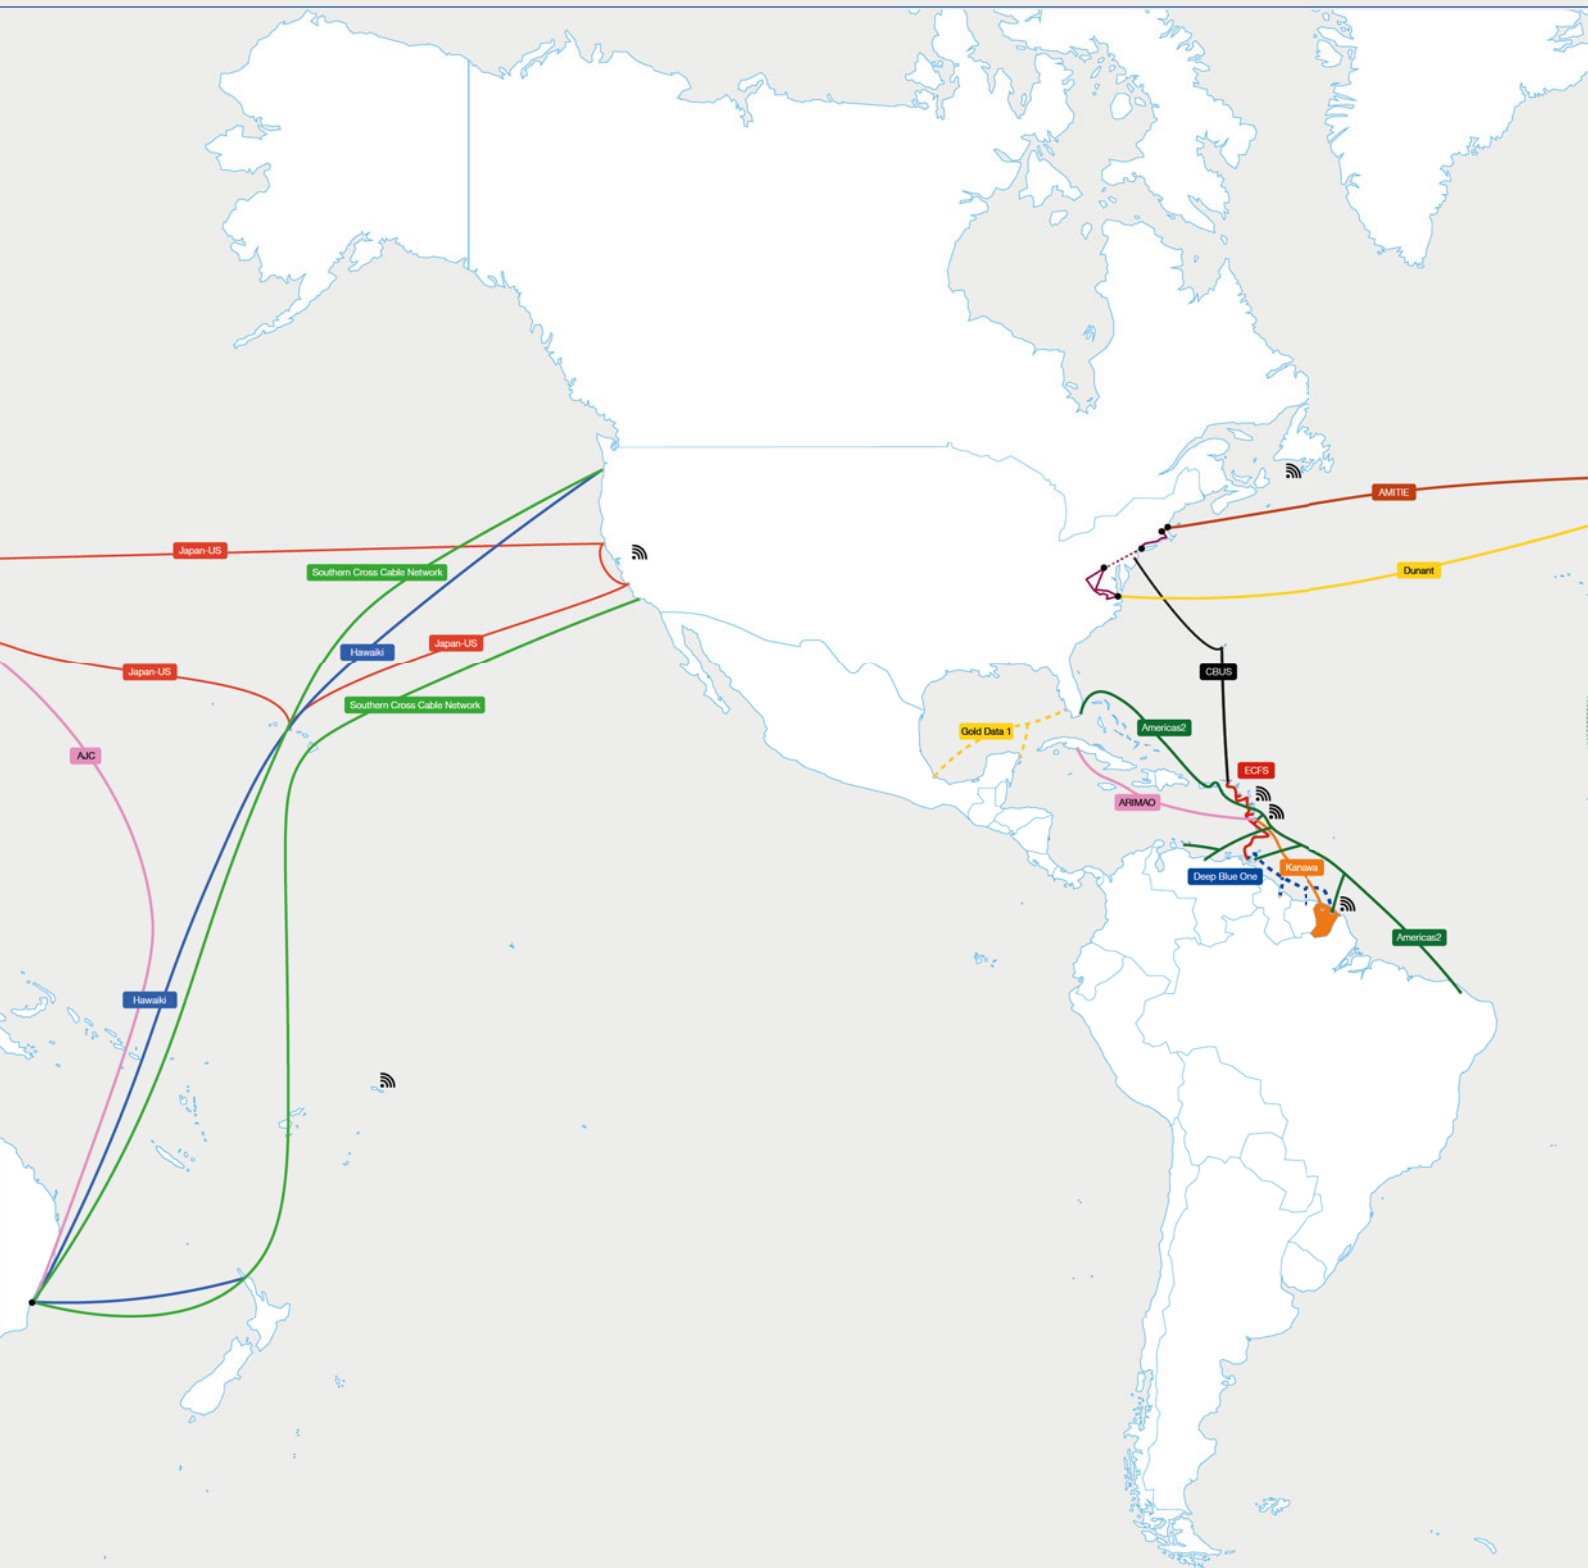 AMITIE
Japan-US
Southern Cross Cable Network
Dunant
Hawaiki
Japan-US
Japan-US
CBUS
Southern Cross Cable Network
Americas2
Gold Data 1
AJC
ECFS
ARIMAO
Kanawa
Deep Blue One
Americas2
Hawaiki